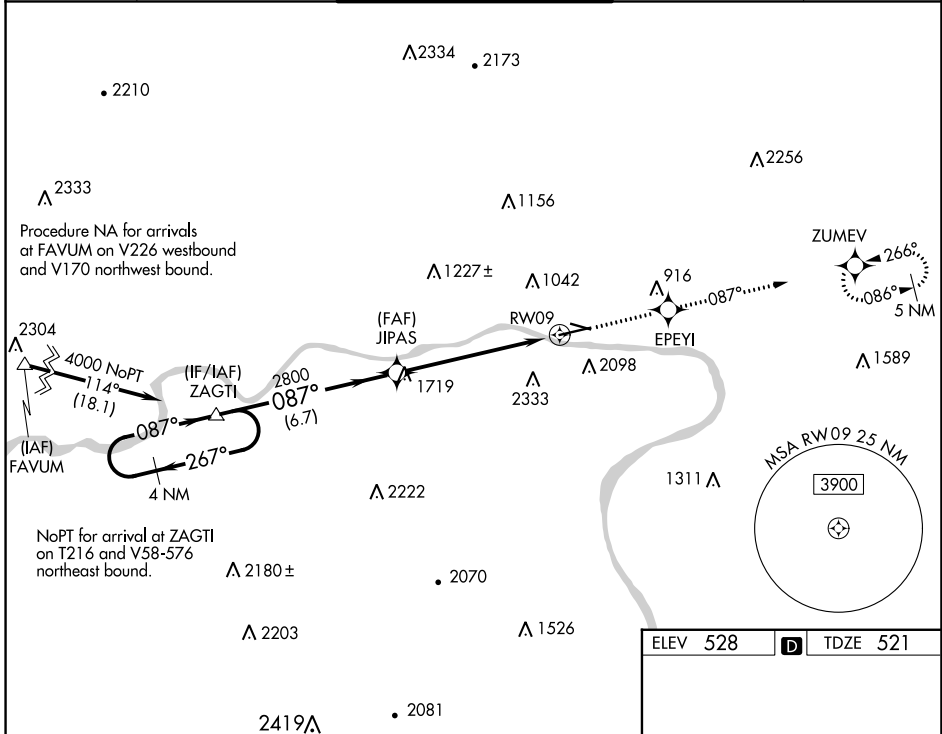 2334
2173
2210
2256
2333
1156
Procedure NA for arrivals
at FAVUM on V226 westbound
and V170 northwest bound.
ZUMEV
266°
086°
5 NM
1227 ±
1042
916
087°
RW09
EPEYI
(FAF)
JIPAS
2304
4000 NoPT
114°
(18.1)
(IAF)
FAVUM
(IF/IAF)
ZAGTI
2800
087°
(6.7)
1719
2098
2333
1589
087°
267°
4 NM
MSA RW09 25 NM
3900
1311
2222
NoPT for arrival at ZAGTI
on T216 and V58-576
northeast bound.
2180 ±
2070
2203
1526
ELEV 528 D TDZE 521
2081
2419